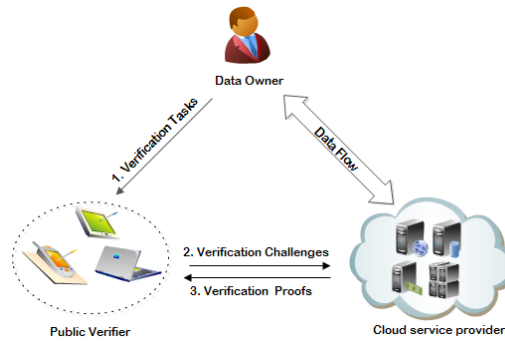 Data Owner
1. Verification Tasks
Data Flow
2. Verification Challenges
3. Verification Proofs
Public Verifier
Cloud service provider